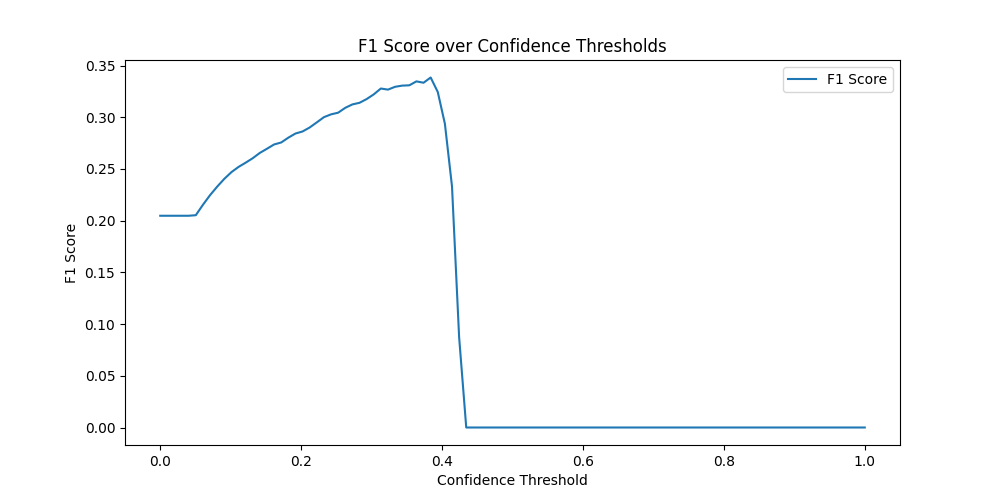 F1 Score over Confidence Thresholds
F1 Score
0.35
0.30
0.25
0.20
0.15
0.10
0.05
0.00
F1 Score
0.0 0.2 0.4 0.6 0.8 1.0
Confidence Threshold